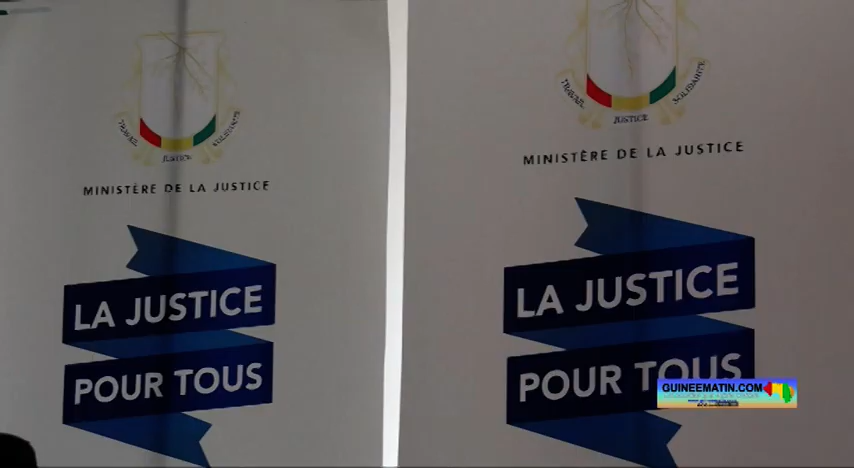 TRAVAIL JUSTICE SOLIDARITÉ
MINISTÈRE DE LA JUSTICE
LA JUSTICE
POUR TOUS
TRAVAIL JUSTICE SOLIDARITÉ
MINISTÈRE DE LA JUSTICE
LA JUSTICE
POUR TOUS
GUINEEMATIN.COM